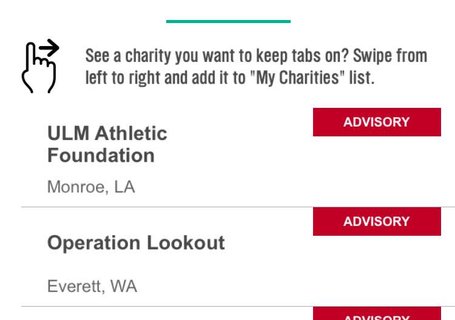 See a charity you want to keep tabs on? Swipe from
left to right and add it to "My Charities" list.
ADVISORY
ULM Athletic
Foundation
Monroe, LA
ADVISORY
Operation Lookout
Everett, WA
ADVISORY